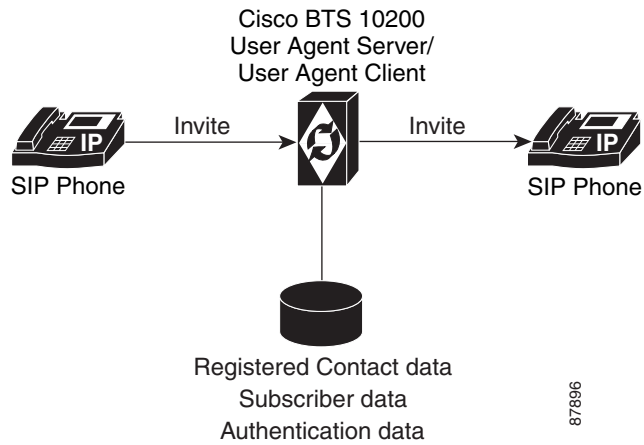 Cisco BTS 10200
User Agent Server/
User Agent Client
Invite
Invite
IP
IP
SIP Phone
SIP Phone
Registered Contact data
Subscriber data
Authentication data
87896